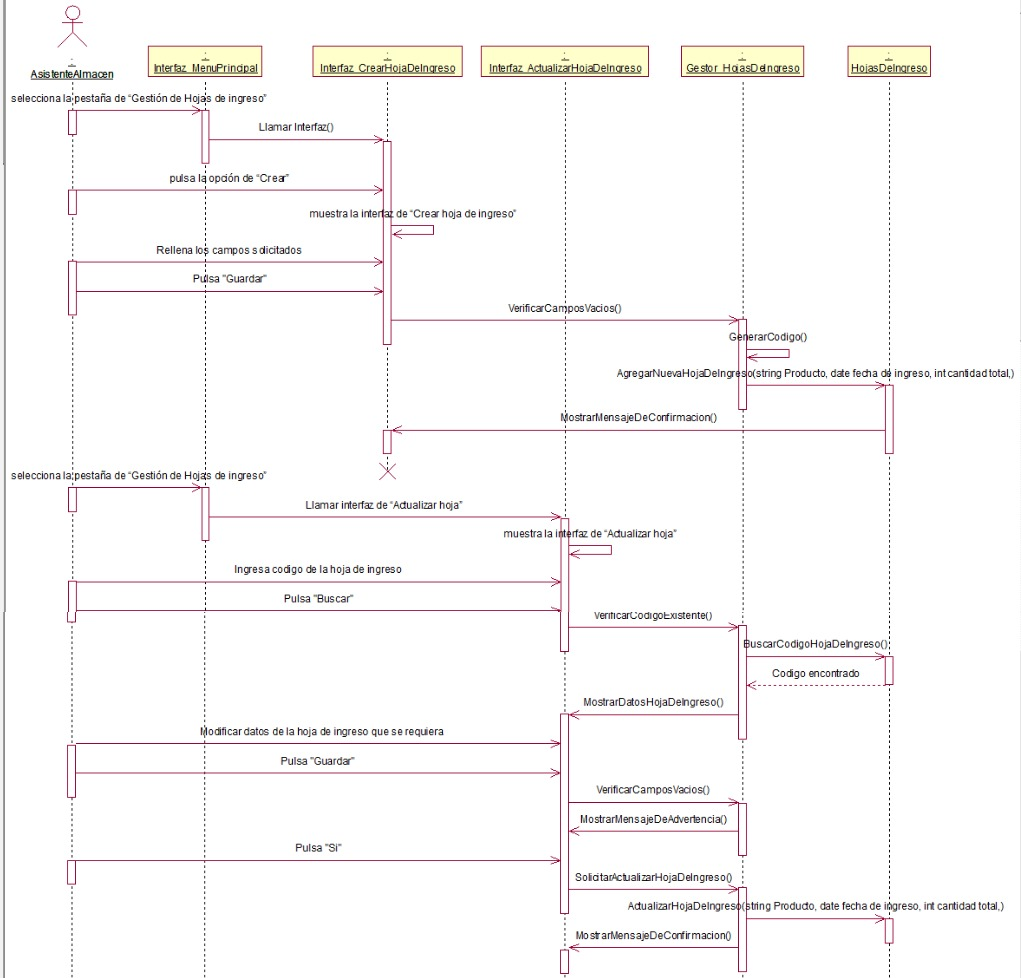 AsistenteAlmacen
Interfaz_MenuPrincipal
Interfaz_CrearHojaDeIngreso
Interfaz_ActualizarHojaDeIngreso
Gestor_HojasDeIngreso
HojasDeIngreso
selecciona la pestaña de “Gestión de Hojas de ingreso”
Llamar Interfaz()
pulsa la opción de “Crear”
muestra la interfaz de “Crear hoja de ingreso”
Rellena los campos solicitados
Pulsa "Guardar"
VerificarCamposVacios()
GenerarCodigo()
AgregarNuevaHojaDeIngreso(string Producto, date fecha de ingreso, int cantidad total,)
MostrarMensajeDeConfirmacion()
selecciona la pestaña de “Gestión de Hojas de ingreso”
Llamar interfaz de “Actualizar hoja”
muestra la interfaz de “Actualizar hoja”
Ingresa codigo de la hoja de ingreso
Pulsa "Buscar"
VerificarCodigoExistente()
BuscarCodigoHojaDeIngreso()
Codigo encontrado
MostrarDatosHojaDeIngreso()
Modificar datos de la hoja de ingreso que se requiera
Pulsa "Guardar"
VerificarCamposVacios()
MostrarMensajeDeAdvertencia()
Pulsa "Si"
SolicitarActualizarHojaDeIngreso()
ActualizarHojaDeIngreso(string Producto, date fecha de ingreso, int cantidad total,)
MostrarMensajeDeConfirmacion()